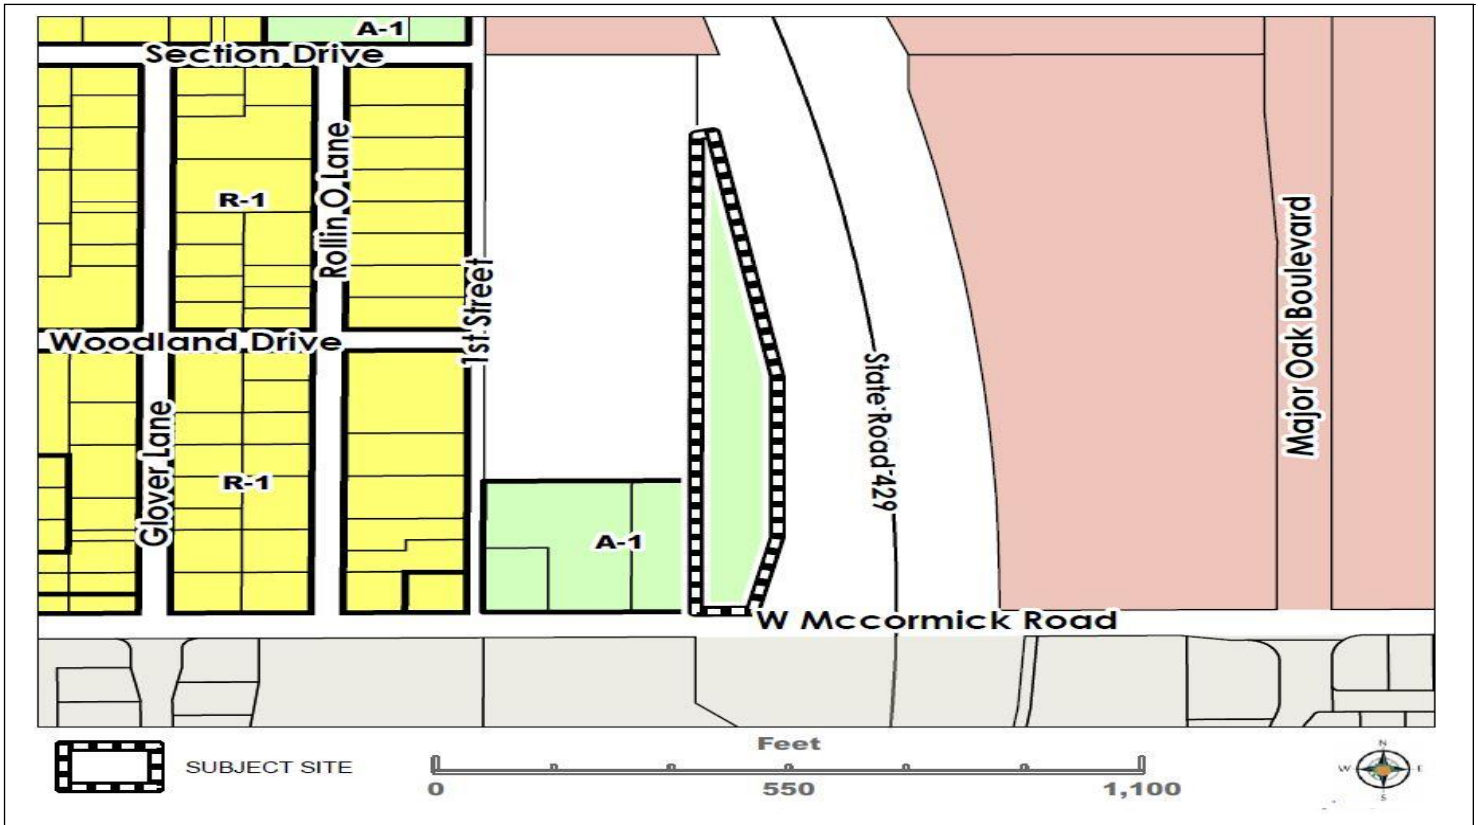 A-1
Section Drive
Rollin O Lane
R-1
Major Oak Boulevard
1st Street
Woodland Drive
State Road 429
Glover Lane
R-1
A-1
W Mccormick Road
Feet
SUBJECT SITE
0
550
1,100
N
W
E
S